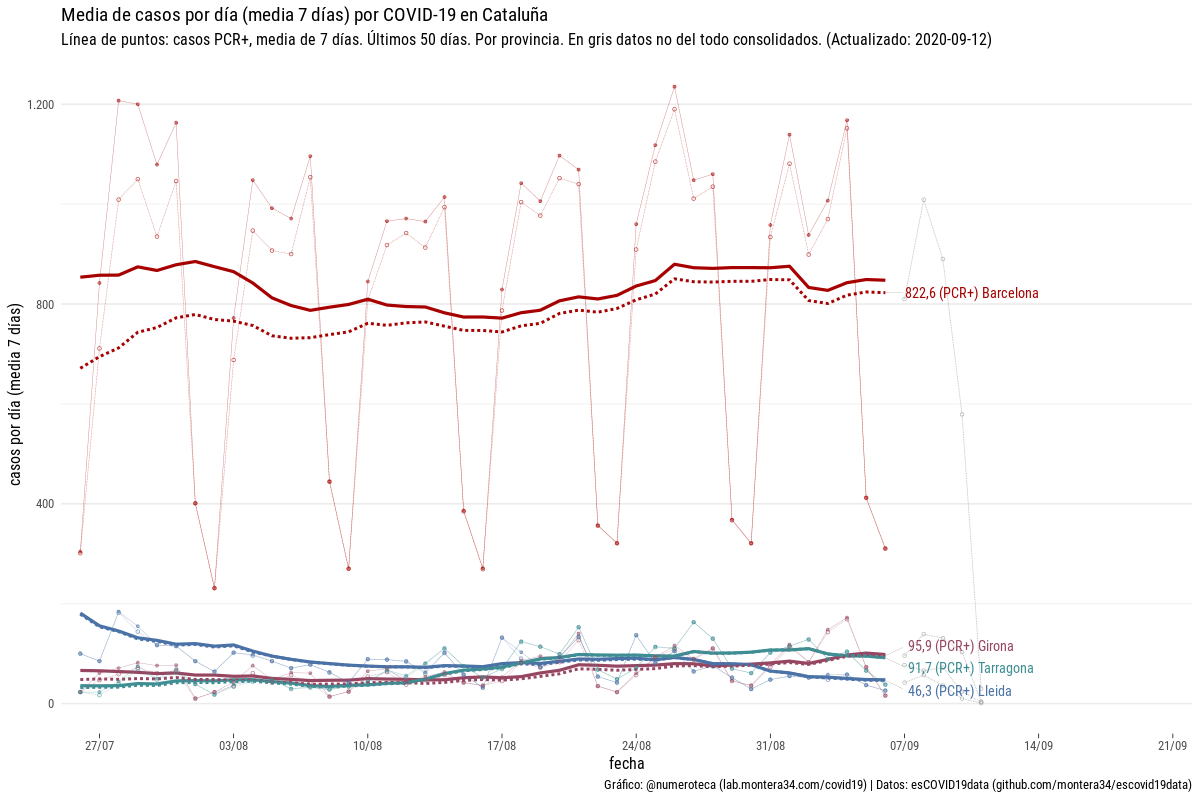 Media de casos por día (media 7 días) por COVID-19 en Cataluña
Línea de puntos: casos PCR+, media de 7 días. Últimos 50 días. Por provincia. En gris datos no del todo consolidados. (Actualizado: 2020-09-12)
casos por día (media 7 días)
1.200
800
400
0
822,6 (PCR+) Barcelona
95,9 (PCR+) Girona
91,7 (PCR+) Tarragona
46,3 (PCR+) Lleida
27/07
03/08
10/08
17/08
24/08
31/08
07/09
14/09
21/09
fecha
Gráfico: @numeroteca (lab.montera34.com/covid19) | Datos: esCOVID19data (github.com/montera34/escovid19data)